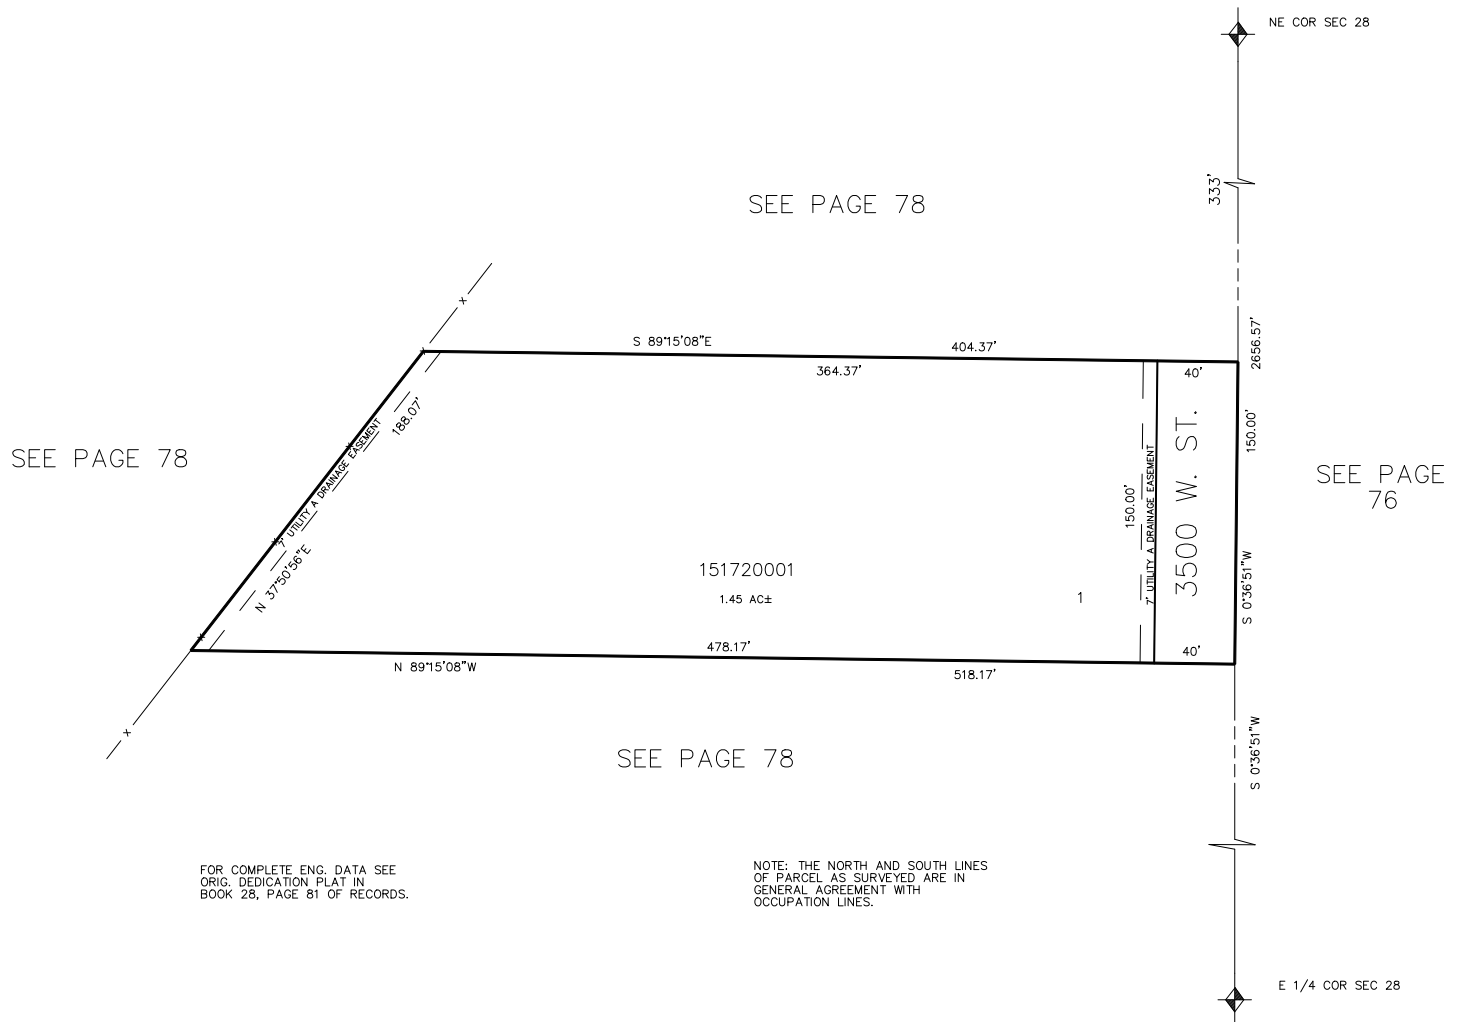 NE COR SEC 28
333'
SEE PAGE 78
2656.57'
S 89°15'08"E
404.37'
364.37'
40'
188.07'
7' UTILITY A DRAINAGE EASEMENT
N 37°50'56"E
SEE PAGE 78
150.00'
3500 W. ST.
150.00'
7' UTILITY A DRAINAGE EASEMENT
SEE PAGE
76
S 0°36'51"W
151720001
1.45 AC±
1
478.17'
40'
N 89°15'08"W
518.17'
SEE PAGE 78
S 0°36'51"W
FOR COMPLETE ENG. DATA SEE
ORIG. DEDICATION PLAT IN
BOOK 28, PAGE 81 OF RECORDS.
NOTE: THE NORTH AND SOUTH LINES
OF PARCEL AS SURVEYED ARE IN
GENERAL AGREEMENT WITH
OCCUPATION LINES.
E 1/4 COR SEC 28